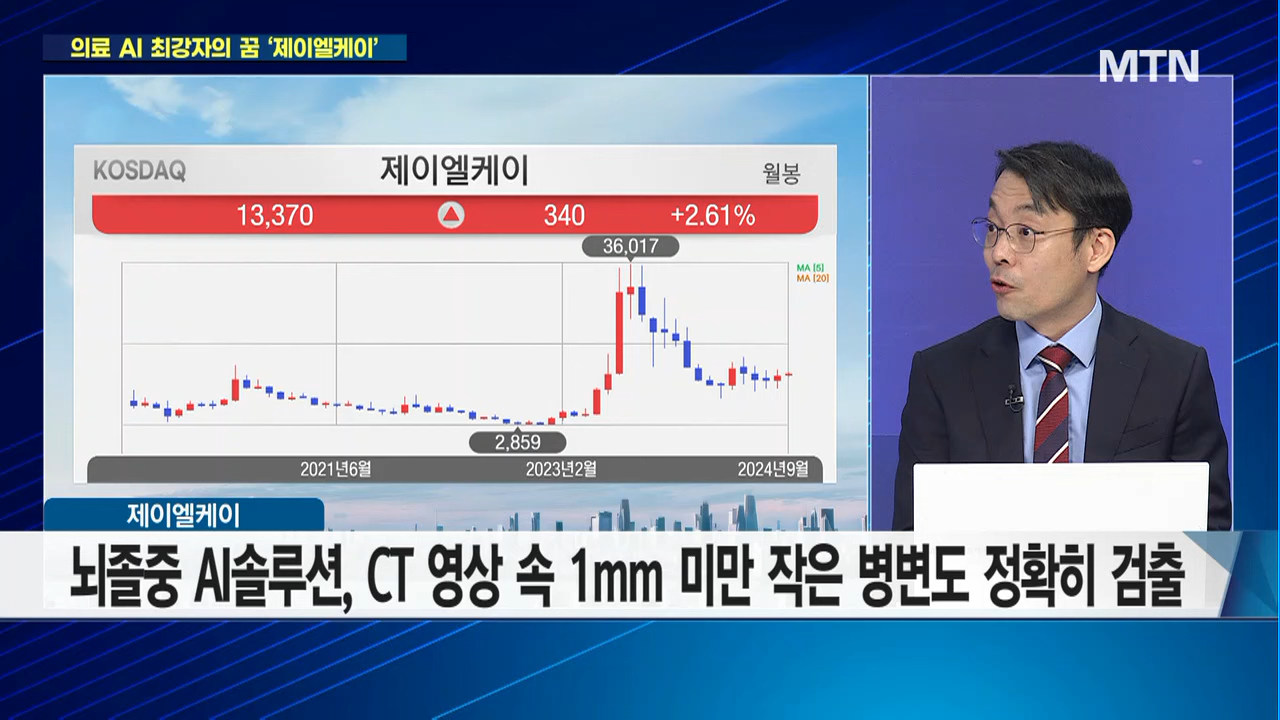 의료 AI 최강자의 꿈 ‘제이엘케이’
MTN
KOSDAQ
제이엘케이
월봉
13,370 340 +2.61%
36,017
MA [5]
MA [20]
2,859
2021년6월 2023년2월 2024년9월
제이엘케이
뇌졸중 AI솔루션, CT 영상 속 1mm 미만 작은 병변도 정확히 검출